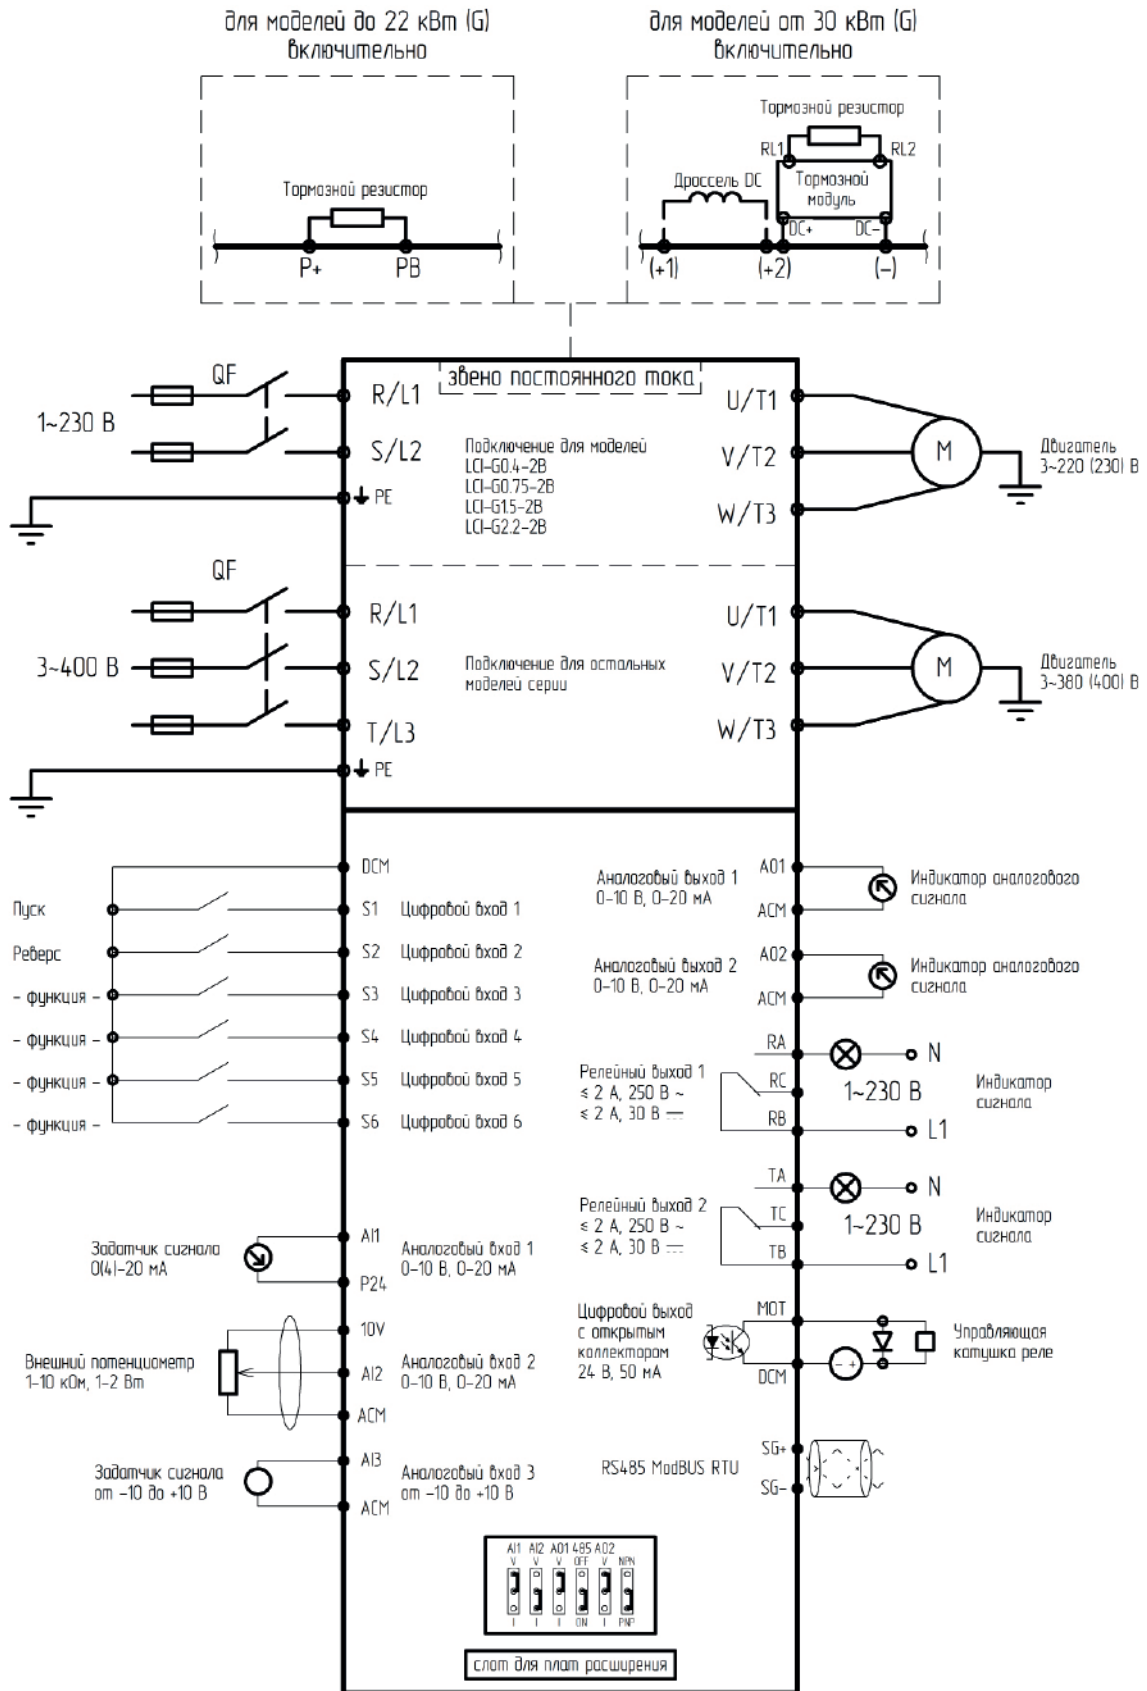 для моделей до 22 кВт (G)
включительно
для моделей от 30 кВт (G)
включительно
Тормозной резистор
P+
PB
Тормозной резистор
RL1
RL2
Тормозной
модуль
Дроссель DC
DC+
DC-
(+1)
(+2)
(-)
звено постоянного тока
QF
1~230 В
R/L1
S/L2
PE
Подключение для моделей
LCI-G0.4-2B
LCI-G0.75-2B
LCI-G1.5-2B
LCI-G2.2-2B
U/T1
V/T2
W/T3
M
Двигатель
3~220 (230) В
QF
3~400 В
R/L1
S/L2
T/L3
PE
Подключение для остальных
моделей серии
U/T1
V/T2
W/T3
M
Двигатель
3~380 (400) В
DCM
Пуск
S1 Цифровой вход 1
Реверс
S2 Цифровой вход 2
- функция -
S3 Цифровой вход 3
- функция -
S4 Цифровой вход 4
- функция -
S5 Цифровой вход 5
- функция -
S6 Цифровой вход 6
Задатчик сигнала
0(4)-20 мА
AI1
P24
Аналоговый вход 1
0-10 В, 0-20 мА
Внешний потенциометр
1-10 кОм, 1-2 Вт
10V
AI2
ACM
Аналоговый вход 2
0-10 В, 0-20 мА
Задатчик сигнала
от -10 до +10 В
AI3
ACM
Аналоговый вход 3
от -10 до +10 В
Аналоговый выход 1
0-10 В, 0-20 мА
AO1
ACM
Индикатор аналогового
сигнала
Аналоговый выход 2
0-10 В, 0-20 мА
AO2
ACM
Индикатор аналогового
сигнала
Релейный выход 1
≤ 2 А, 250 В ~
≤ 2 А, 30 В ⎓
RA
RC
RB
N
1~230 В
L1
Индикатор
сигнала
Релейный выход 2
≤ 2 А, 250 В ~
≤ 2 А, 30 В ⎓
TA
TC
TB
N
1~230 В
L1
Индикатор
сигнала
Цифровой выход
с открытым
коллектором
24 В, 50 мА
MOT
DCM
- +
Управляющая
катушка реле
RS485 ModBUS RTU
SG+
SG-
AI1 AI2 AO1 485 AO2
V V V OFF V NPN
I I I ON I PNP
слот для плат расширения